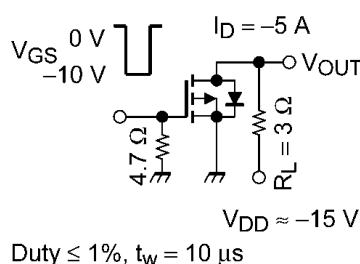 0 V
I_D = –5 A
V_GS
–10 V
V_OUT
4.7 Ω
R_L = 3 Ω
V_DD ≈ –15 V
Duty ≤ 1%, t_w = 10 μs